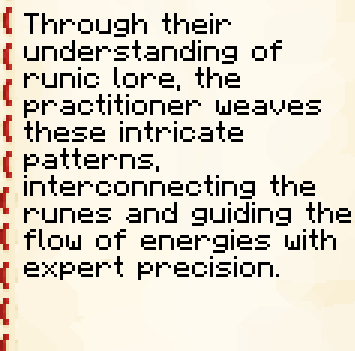 Through their
understanding of
runic lore, the
practitioner weaves
these intricate
patterns,
interconnecting the
runes and guiding the
flow of energies with
expert precision.